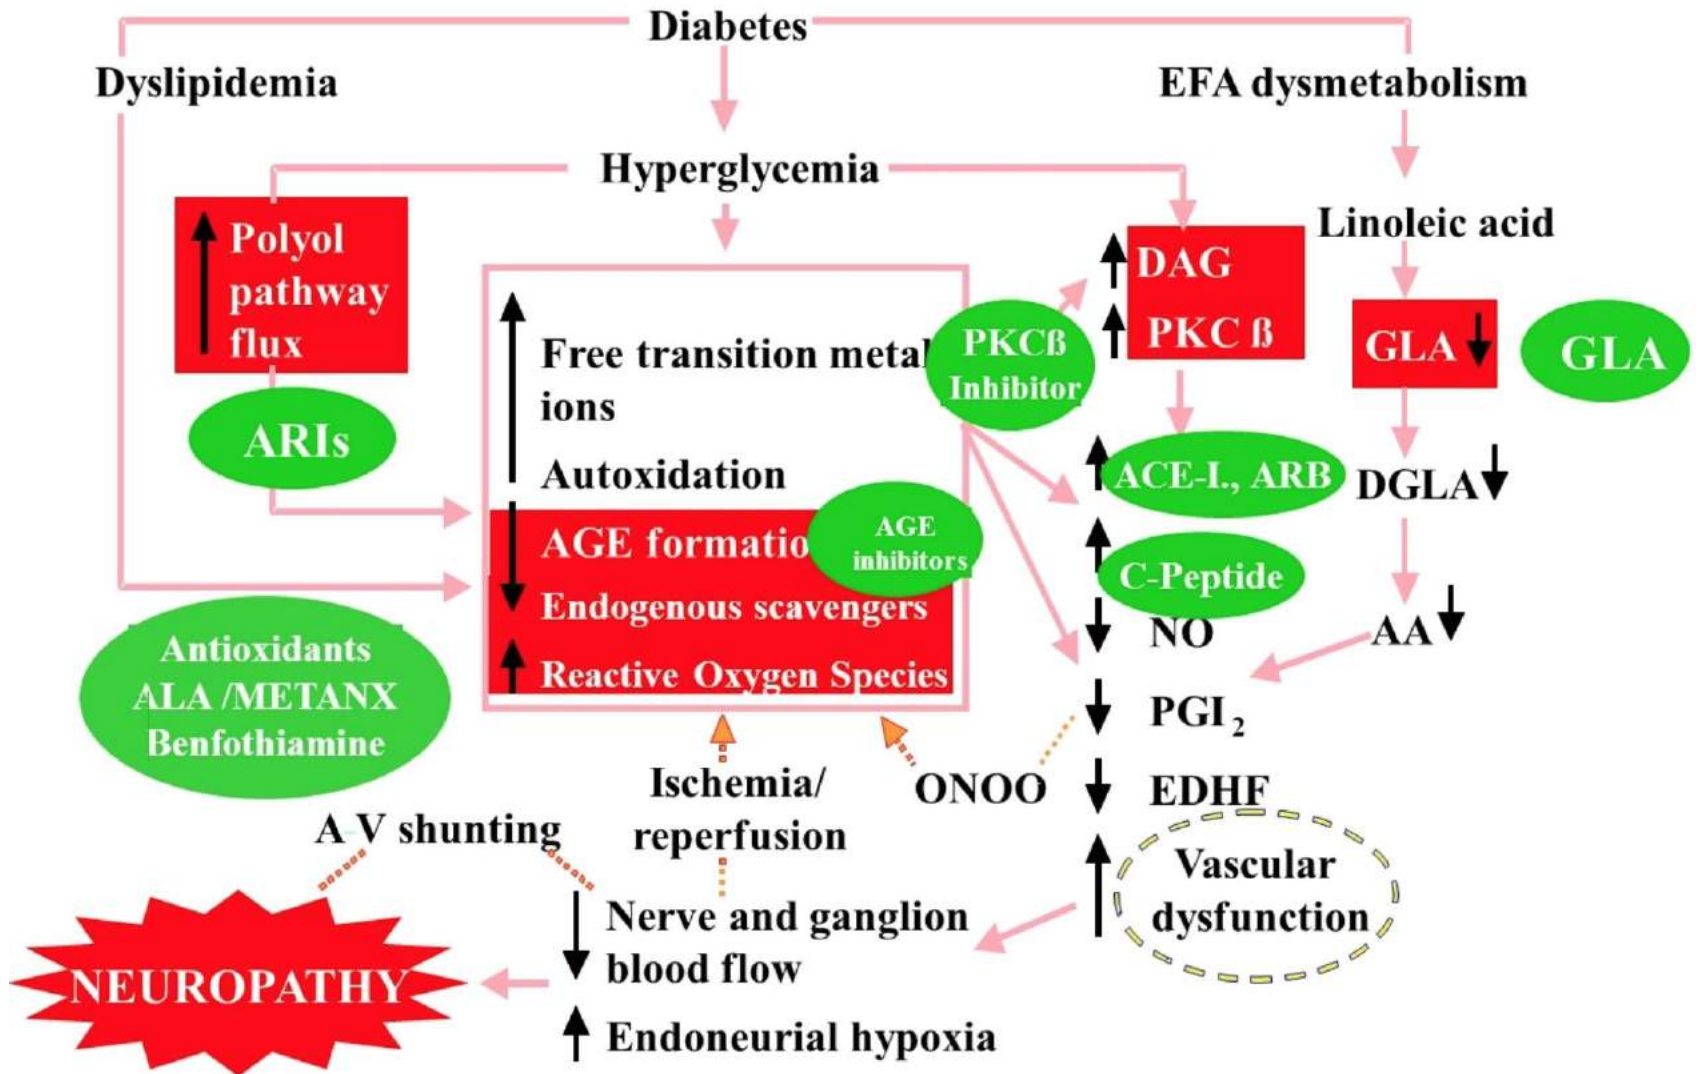 Diabetes
Dyslipidemia
EFA dysmetabolism
Hyperglycemia
Polyol
pathway
flux
ARIs
Free transition metal
ions
Autoxidation
AGE formatio
AGE
inhibitors
Endogenous scavengers
Reactive Oxygen Species
PKCß
Inhibitor
DAG
PKC ß
ACE-I., ARB
C-Peptide
NO
PGI₂
EDHF
Vascular
dysfunction
Linoleic acid
GLA
GLA
DGLA
AA
Antioxidants
ALA /METANX
Benfothiamine
Ischemia/
reperfusion
ONOO
A-V shunting
Nerve and ganglion
blood flow
Endoneurial hypoxia
NEUROPATHY